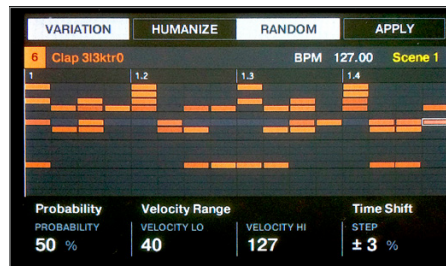 VARIATION HUMANIZE RANDOM APPLY
6 Clap 3l3ktr0 BPM 127.00 Scene 1
1 1.2 1.3 1.4
Probability Velocity Range Time Shift
PROBABILITY VELOCITY LO VELOCITY HI STEP
50 % 40 127 ± 3 %